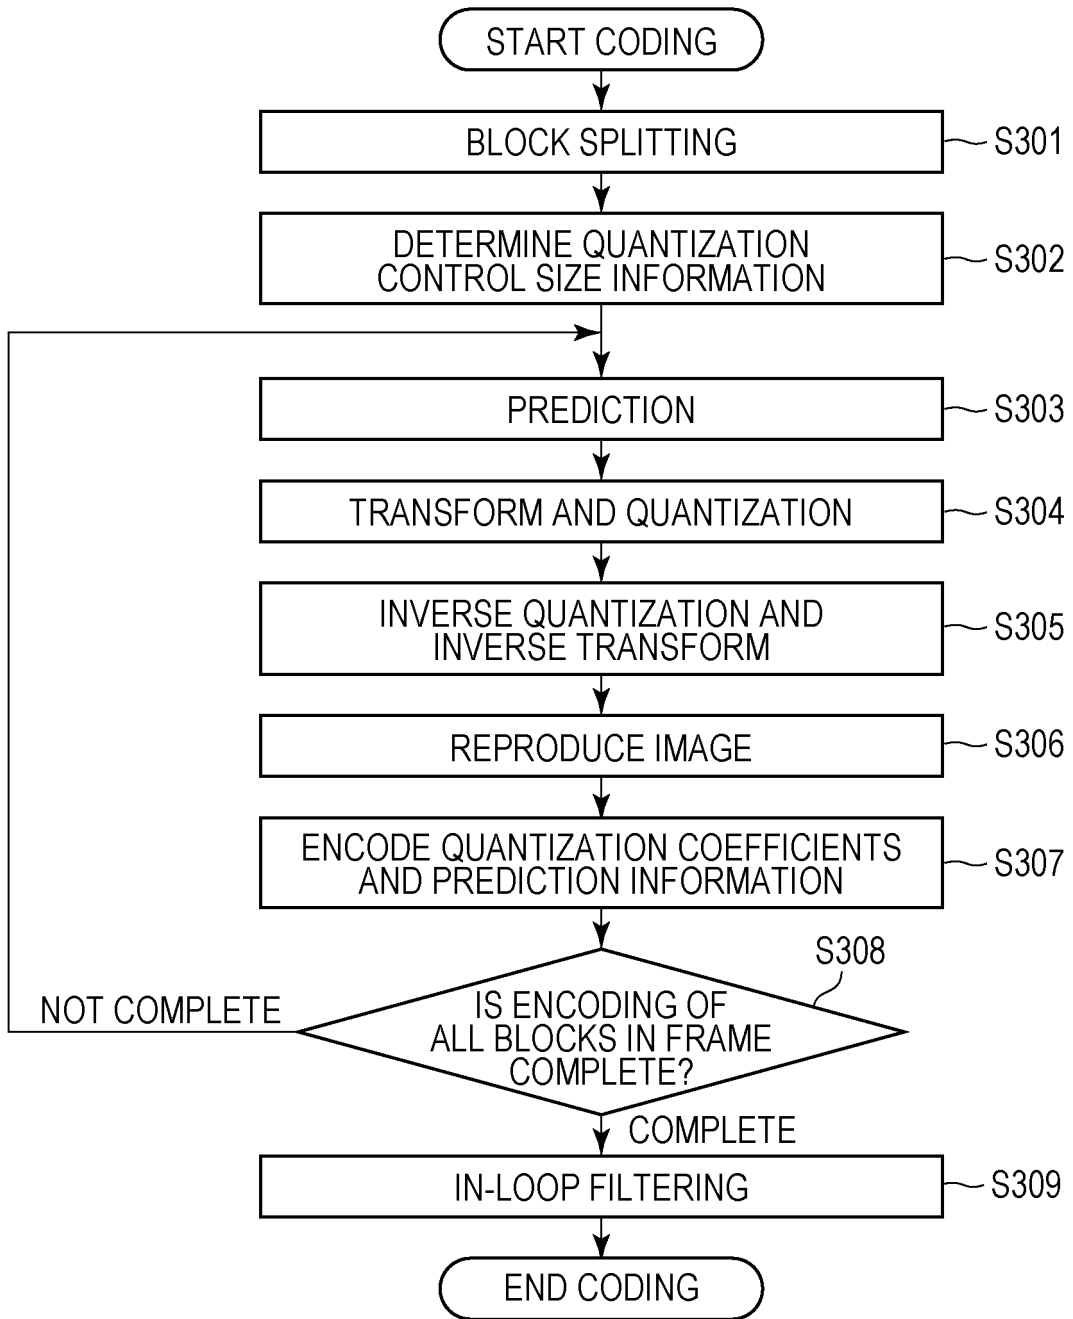 START CODING
BLOCK SPLITTING
S301
DETERMINE QUANTIZATION
CONTROL SIZE INFORMATION
S302
PREDICTION
S303
TRANSFORM AND QUANTIZATION
S304
INVERSE QUANTIZATION AND
INVERSE TRANSFORM
S305
REPRODUCE IMAGE
S306
ENCODE QUANTIZATION COEFFICIENTS
AND PREDICTION INFORMATION
S307
S308
NOT COMPLETE
IS ENCODING OF
ALL BLOCKS IN FRAME
COMPLETE?
COMPLETE
IN-LOOP FILTERING
S309
END CODING